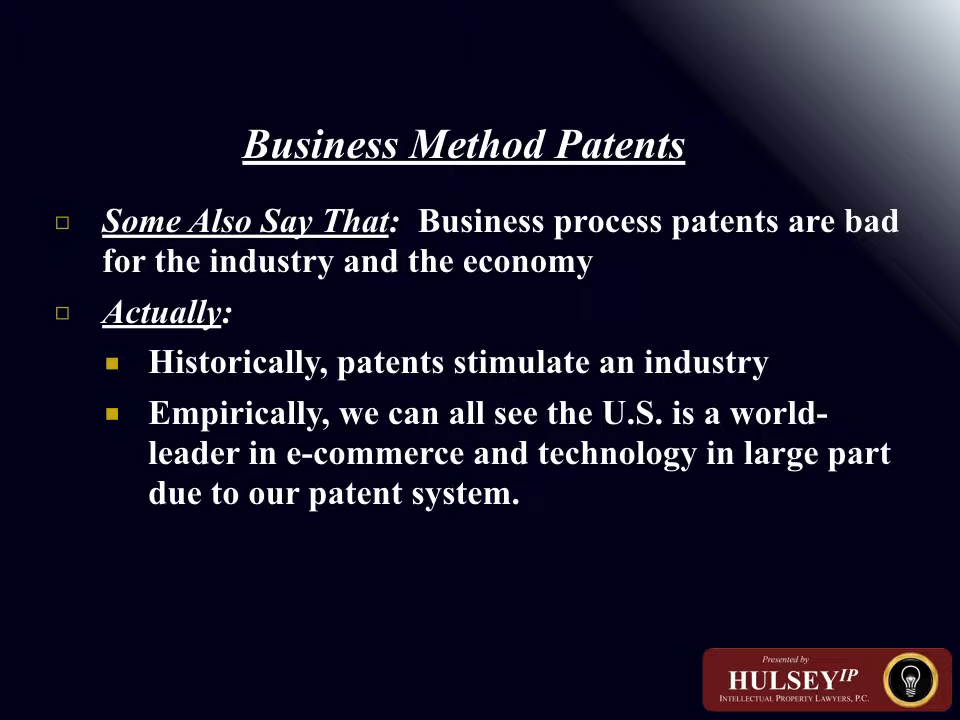 Business Method Patents
Some Also Say That: Business process patents are bad
for the industry and the economy
Actually:
Historically, patents stimulate an industry
Empirically, we can all see the U.S. is a world-
leader in e-commerce and technology in large part
due to our patent system.
Presented by
HULSEY IP
INTELLECTUAL PROPERTY LAWYERS, P.C.